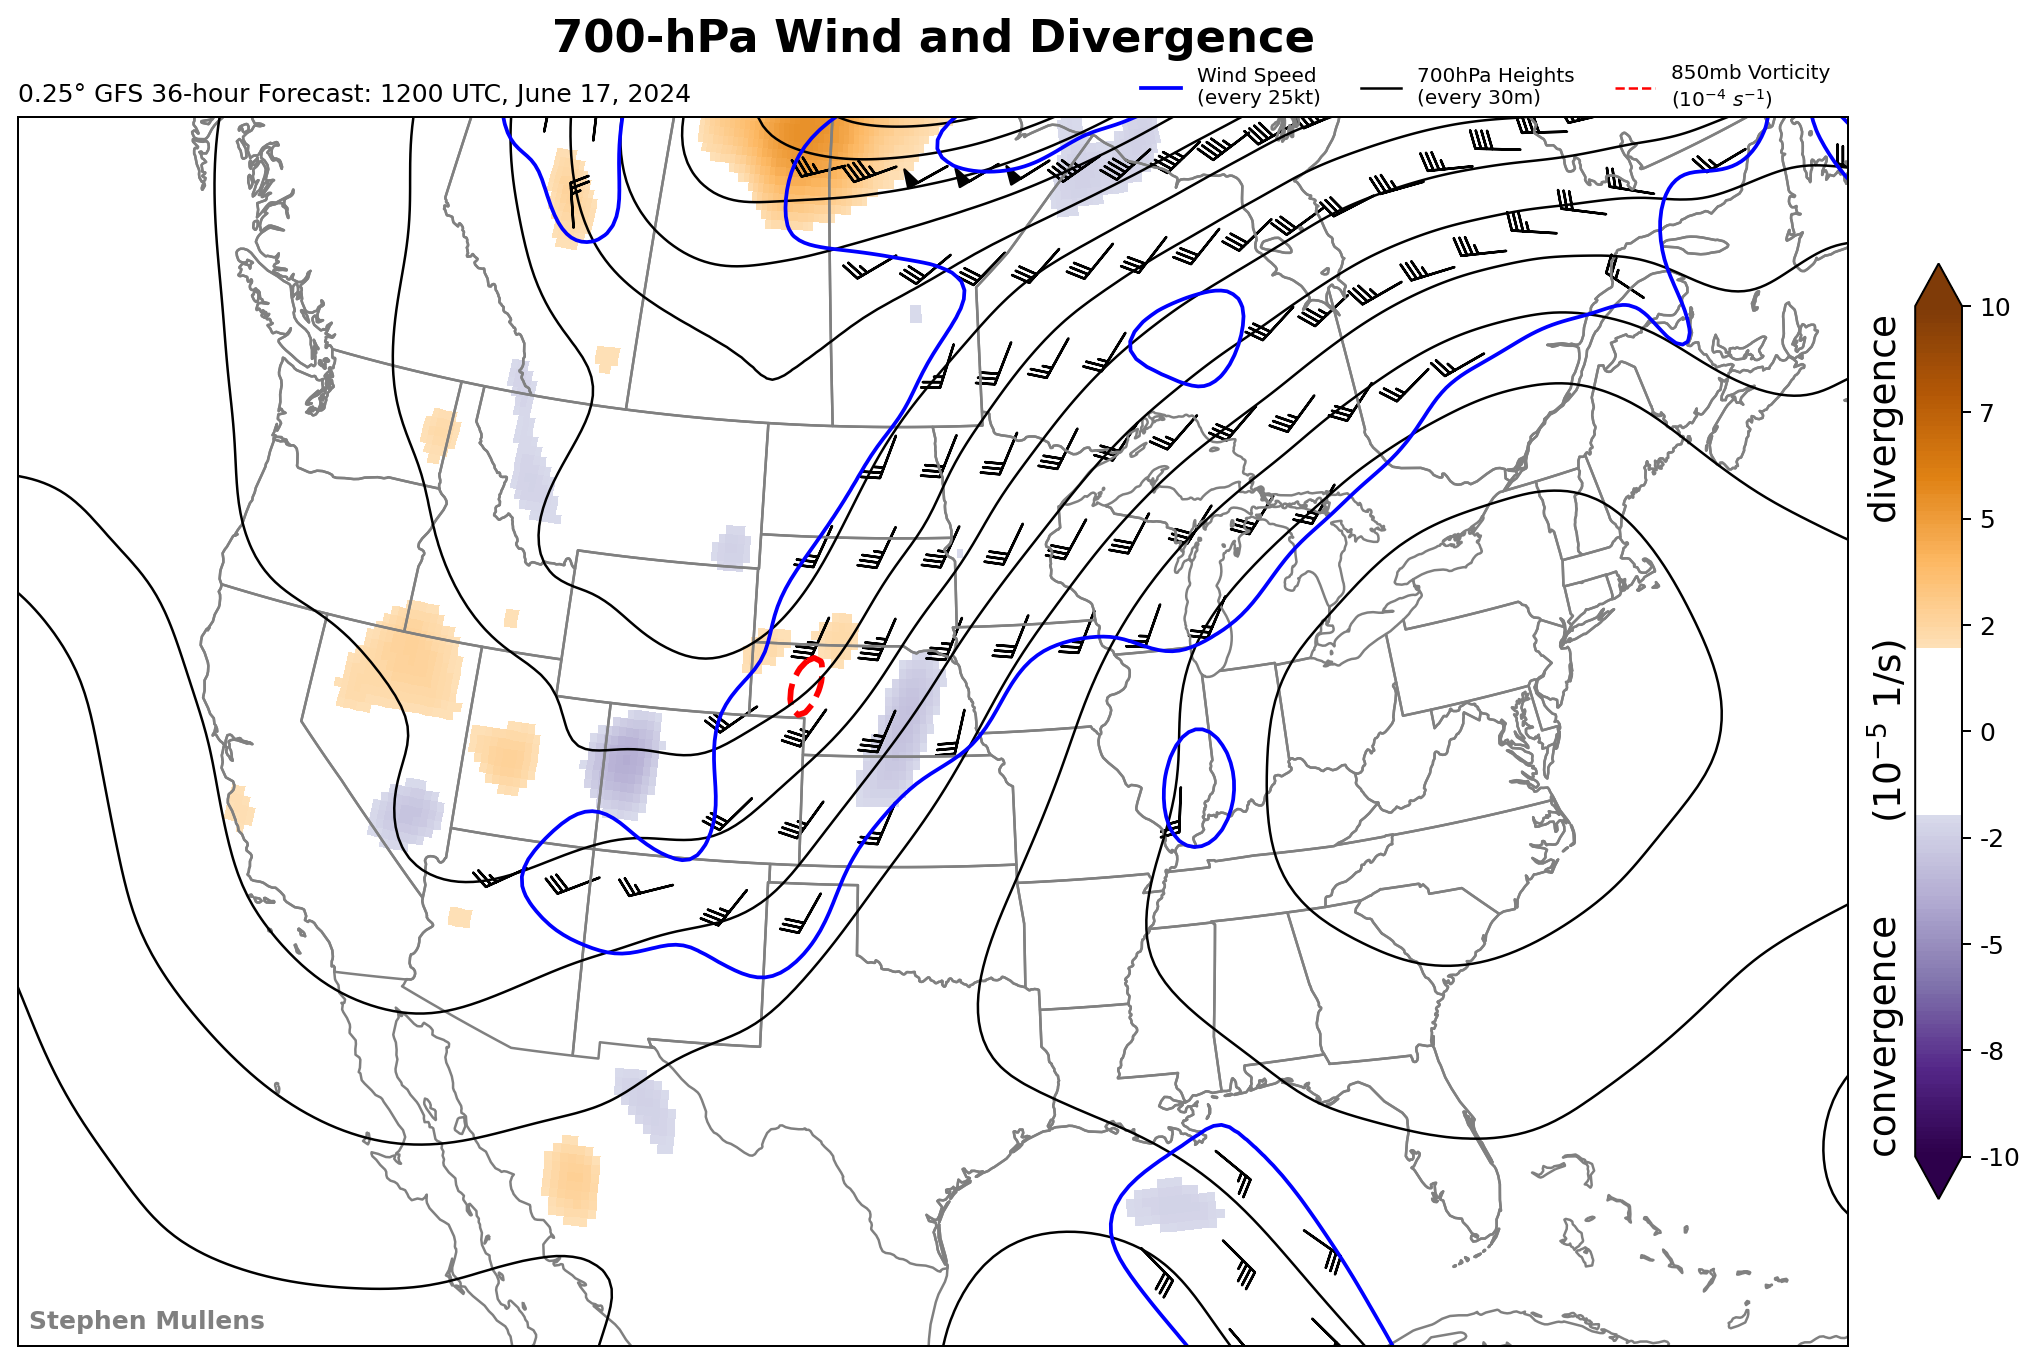 700-hPa Wind and Divergence
0.25° GFS 36-hour Forecast: 1200 UTC, June 17, 2024
Wind Speed
(every 25kt)
700hPa Heights
(every 30m)
850mb Vorticity
(10⁻⁴ s⁻¹)
10
7
5
2
0
-2
-5
-8
-10
convergence (10⁻⁵ 1/s) divergence
Stephen Mullens